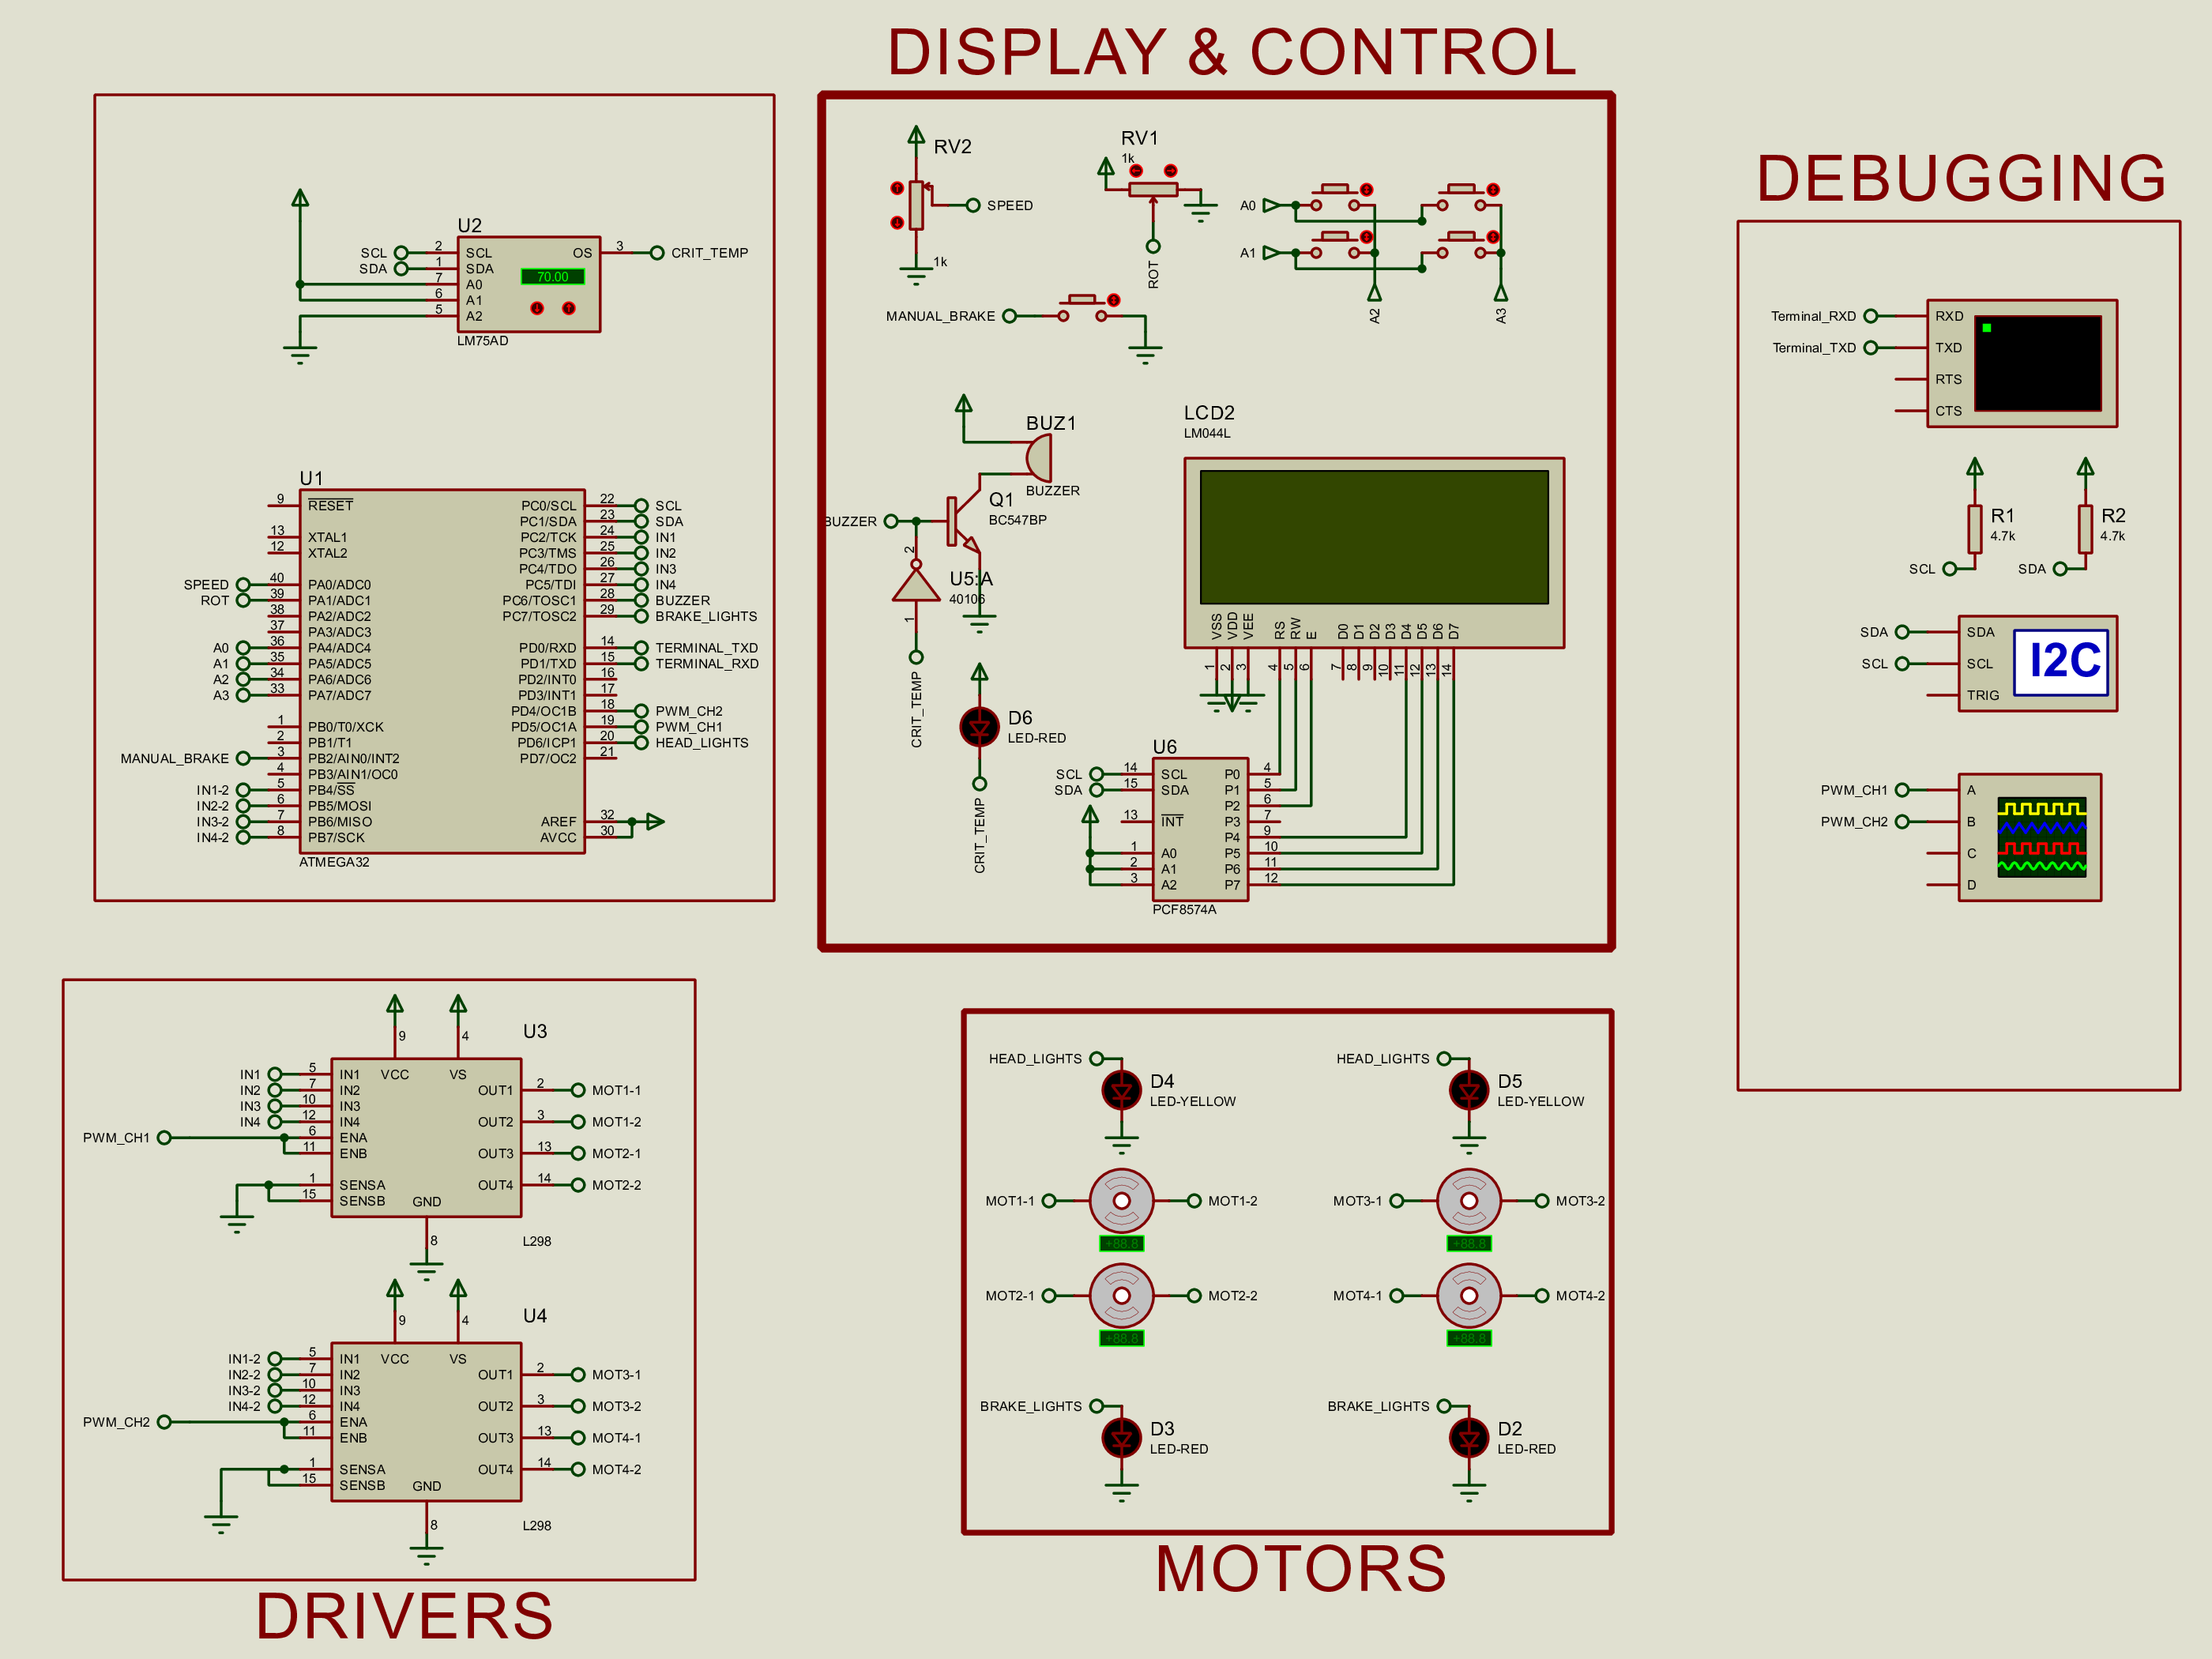 DISPLAY & CONTROL
DEBUGGING
U2
SCL 2 SCL OS 3 CRIT_TEMP
SDA 1 SDA
70.00
7 A0
6 A1
5 A2
LM75AD
U1
9 RESET PC0/SCL 22 SCL
PC1/SDA 23 SDA
13 XTAL1 PC2/TCK 24 IN1
12 XTAL2 PC3/TMS 25 IN2
PC4/TDO 26 IN3
SPEED 40 PA0/ADC0 PC5/TDI 27 IN4
ROT 39 PA1/ADC1 PC6/TOSC1 28 BUZZER
38 PA2/ADC2 PC7/TOSC2 29 BRAKE_LIGHTS
37 PA3/ADC3
A0 36 PA4/ADC4 PD0/RXD 14 TERMINAL_TXD
A1 35 PA5/ADC5 PD1/TXD 15 TERMINAL_RXD
A2 34 PA6/ADC6 PD2/INT0 16
A3 33 PA7/ADC7 PD3/INT1 17
PD4/OC1B 18 PWM_CH2
1 PB0/T0/XCK PD5/OC1A 19 PWM_CH1
2 PB1/T1 PD6/ICP1 20 HEAD_LIGHTS
MANUAL_BRAKE 3 PB2/AIN0/INT2 PD7/OC2 21
4 PB3/AIN1/OC0
IN1-2 5 PB4/SS
IN2-2 6 PB5/MOSI
IN3-2 7 PB6/MISO AREF 32
IN4-2 8 PB7/SCK AVCC 30
ATMEGA32
RV2
SPEED
1k
RV1
1k
ROT
A0
A1
A2
A3
MANUAL_BRAKE
BUZ1
BUZZER
Q1
BC547BP
BUZZER
2
U5:A
40106
1
CRIT_TEMP
D6
LED-RED
CRIT_TEMP
LCD2
LM044L
VSS VDD VEE RS RW E D0 D1 D2 D3 D4 D5 D6 D7
1 2 3 4 5 6 7 8 9 10 11 12 13 14
U6
SCL 14 SCL P0 4
SDA 15 SDA P1 5
P2 6
13 INT P3 7
P4 9
1 A0 P5 10
2 A1 P6 11
3 A2 P7 12
PCF8574A
Terminal_RXD RXD
Terminal_TXD TXD
RTS
CTS
R1
4.7k
SCL
R2
4.7k
SDA
SDA SDA
SCL SCL
TRIG
I2C
PWM_CH1 A
PWM_CH2 B
C
D
U3
9 4
VCC VS
IN1 5 IN1
IN2 7 IN2 OUT1 2 MOT1-1
IN3 10 IN3
IN4 12 IN4 OUT2 3 MOT1-2
PWM_CH1 6 ENA
11 ENB OUT3 13 MOT2-1
1 SENSA OUT4 14 MOT2-2
15 SENSB GND
8
L298
U4
9 4
VCC VS
IN1-2 5 IN1
IN2-2 7 IN2 OUT1 2 MOT3-1
IN3-2 10 IN3
IN4-2 12 IN4 OUT2 3 MOT3-2
PWM_CH2 6 ENA
11 ENB OUT3 13 MOT4-1
1 SENSA OUT4 14 MOT4-2
15 SENSB GND
8
L298
DRIVERS
HEAD_LIGHTS
D4
LED-YELLOW
HEAD_LIGHTS
D5
LED-YELLOW
MOT1-1 MOT1-2
+88.8
MOT3-1 MOT3-2
+88.8
MOT2-1 MOT2-2
+88.8
MOT4-1 MOT4-2
+88.8
BRAKE_LIGHTS
D3
LED-RED
BRAKE_LIGHTS
D2
LED-RED
MOTORS